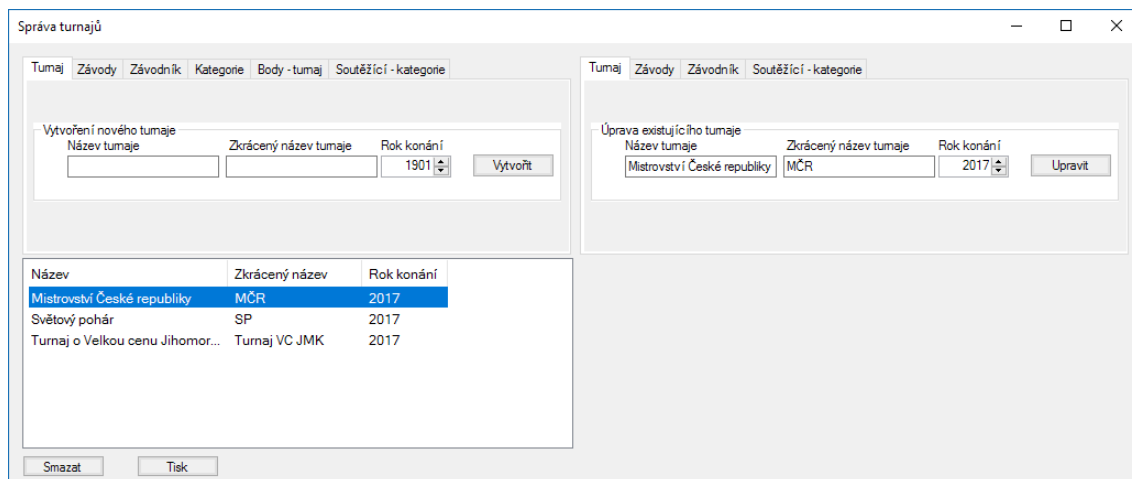 Správa turnajů
Turnaj Závody Závodník Kategorie Body - turnaj Soutěžící - kategorie
Vytvoření nového turnaje
Název turnaje Zkrácený název turnaje Rok konání
1901 Vytvořit
Turnaj Závody Závodník Soutěžící - kategorie
Úprava existujícího turnaje
Název turnaje Zkrácený název turnaje Rok konání
Mistrovství České republiky MČR 2017 Upravit
Název Zkrácený název Rok konání
Mistrovství České republiky MČR 2017
Světový pohár SP 2017
Turnaj o Velkou cenu Jihomor... Turnaj VC JMK 2017
Smazat Tisk